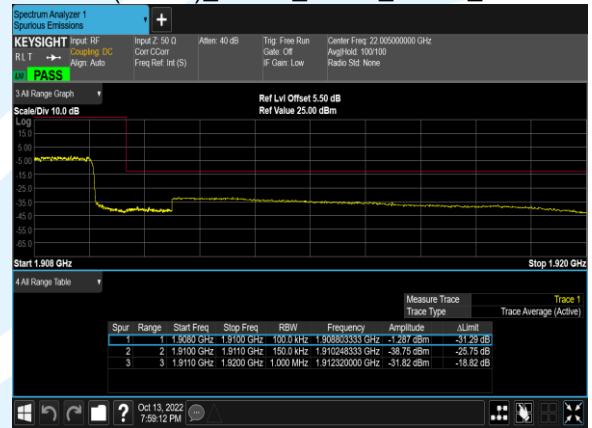 Spectrum Analyzer 1
Spurious Emissions
KEYSIGHT Input: RF Input Z: 50 Ω Atten: 40 dB Trig: Free Run Center Freq: 22.005000000 GHz
RLT Coupling: DC Corr CCorr Gate: Off Avg|Hold: 100/100
Align: Auto Freq Ref: Int (S) IF Gain: Low Radio Std: None
PASS
3 All Range Graph
Ref Lvl Offset 5.50 dB
Scale/Div 10.0 dB Ref Value 25.00 dBm
Log
15.0
5.00
-5.00
-15.0
-25.0
-35.0
-45.0
-55.0
-65.0
Start 1.908 GHz Stop 1.920 GHz
4 All Range Table
Measure Trace Trace 1
Trace Type Trace Average (Active)
Spur Range Start Freq Stop Freq RBW Frequency Amplitude ΔLimit
1 1 1.9080 GHz 1.9100 GHz 100.0 kHz 1.908803333 GHz -1.287 dBm -31.29 dB
2 2 1.9100 GHz 1.9110 GHz 150.0 kHz 1.910248333 GHz -38.75 dBm -25.75 dB
3 3 1.9110 GHz 1.9200 GHz 1.000 MHz 1.912320000 GHz -31.82 dBm -18.82 dB
? Oct 13, 2022
7:59:12 PM